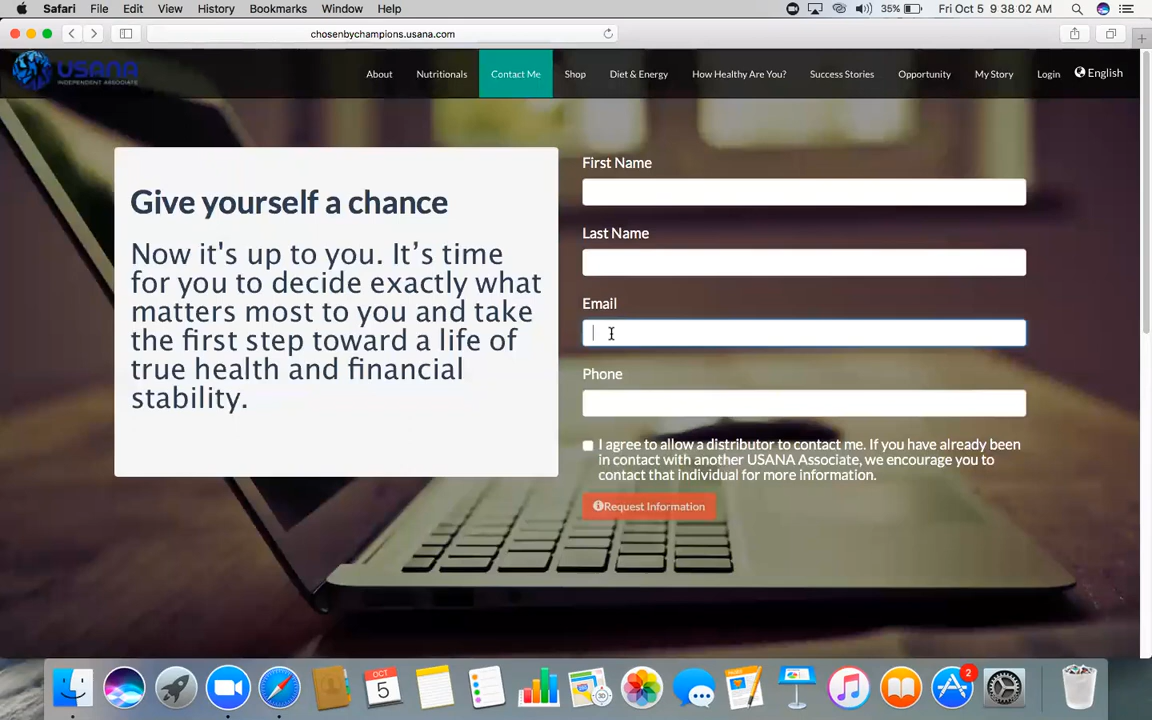 Safari File Edit View History Bookmarks Window Help 35% Fri Oct 5 9 38 02 AM
chosenbychampions.usana.com
USANA
INDEPENDENT ASSOCIATE
About Nutritionals Contact Me Shop Diet & Energy How Healthy Are You? Success Stories Opportunity My Story Login English
Give yourself a chance
Now it's up to you. It’s time
for you to decide exactly what
matters most to you and take
the first step toward a life of
true health and financial
stability.
First Name
Last Name
Email
Phone
I agree to allow a distributor to contact me. If you have already been
in contact with another USANA Associate, we encourage you to
contact that individual for more information.
Request Information
OCT
5
3D
2